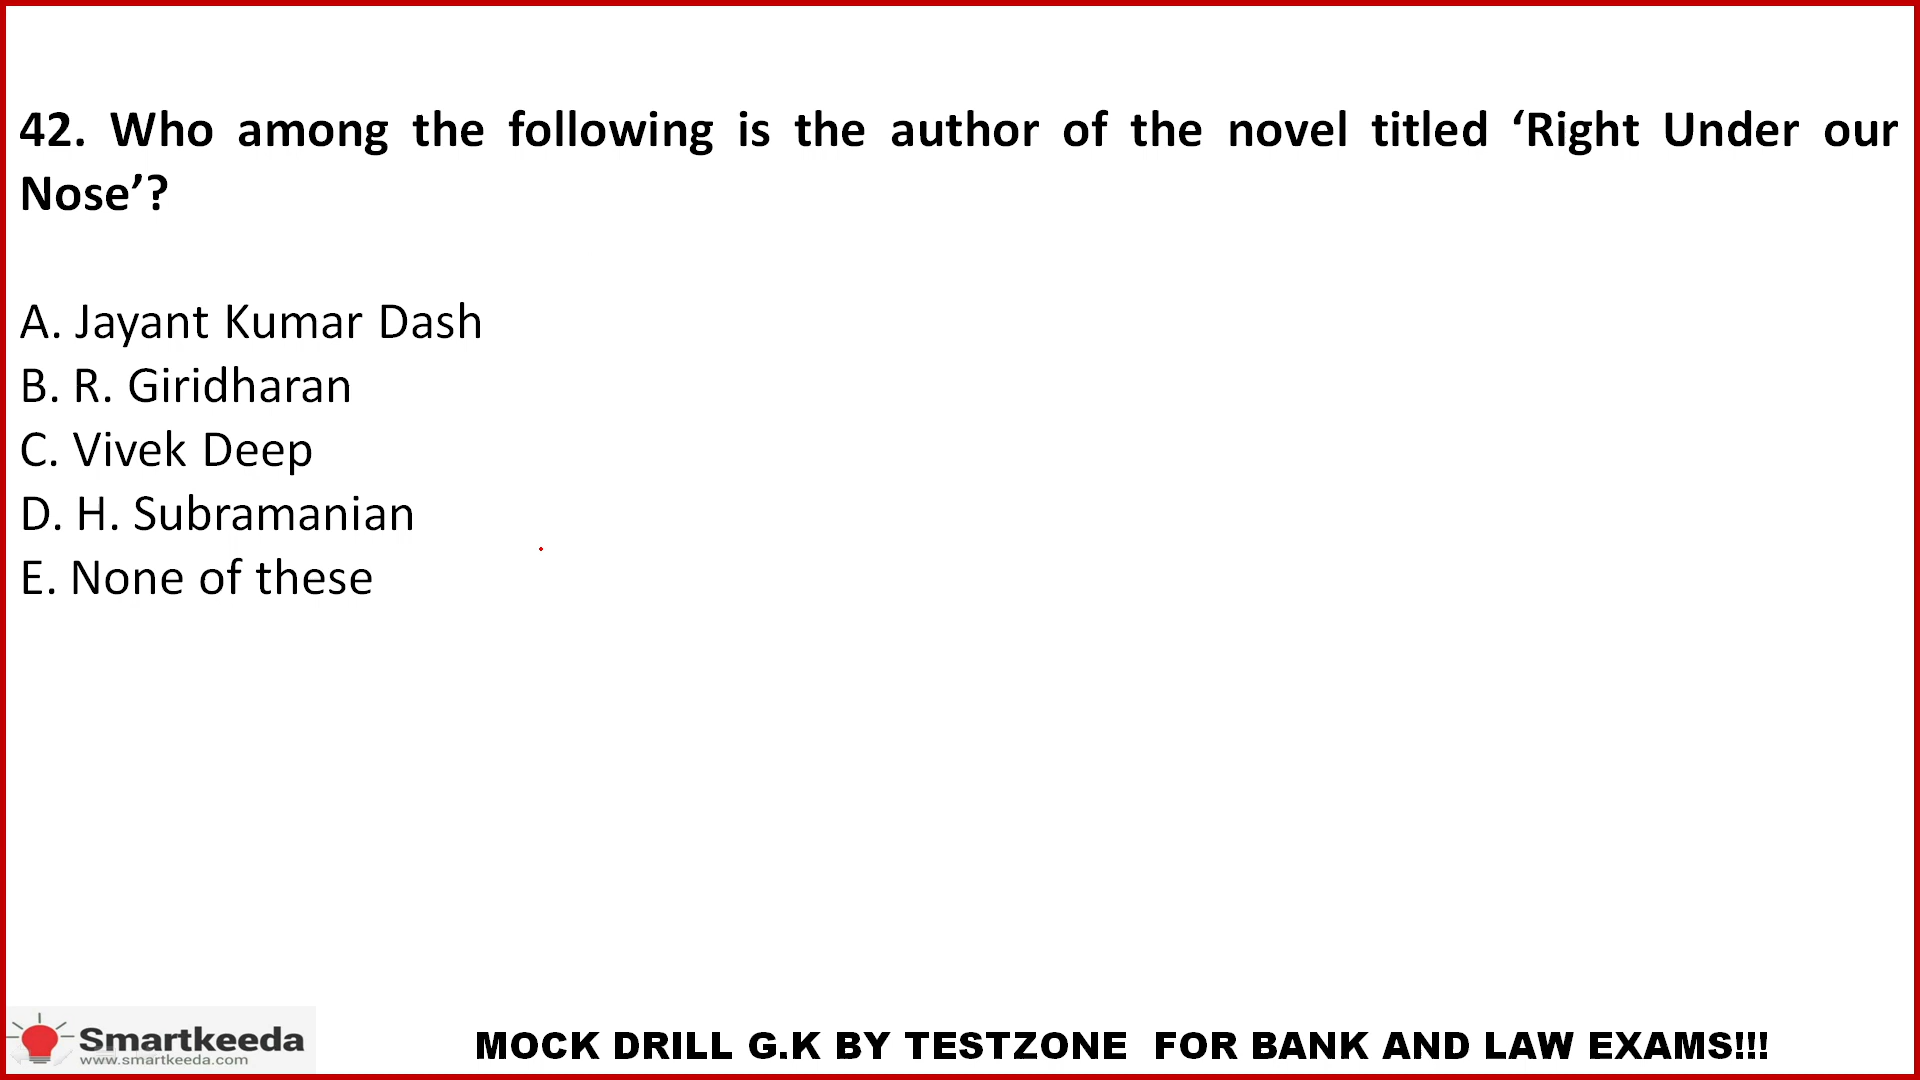 42. Who among the following is the author of the novel titled ‘Right Under our
Nose’?
A. Jayant Kumar Dash
B. R. Giridharan
C. Vivek Deep
D. H. Subramanian
E. None of these
Smartkeeda
www.smartkeeda.com
MOCK DRILL G.K BY TESTZONE FOR BANK AND LAW EXAMS!!!